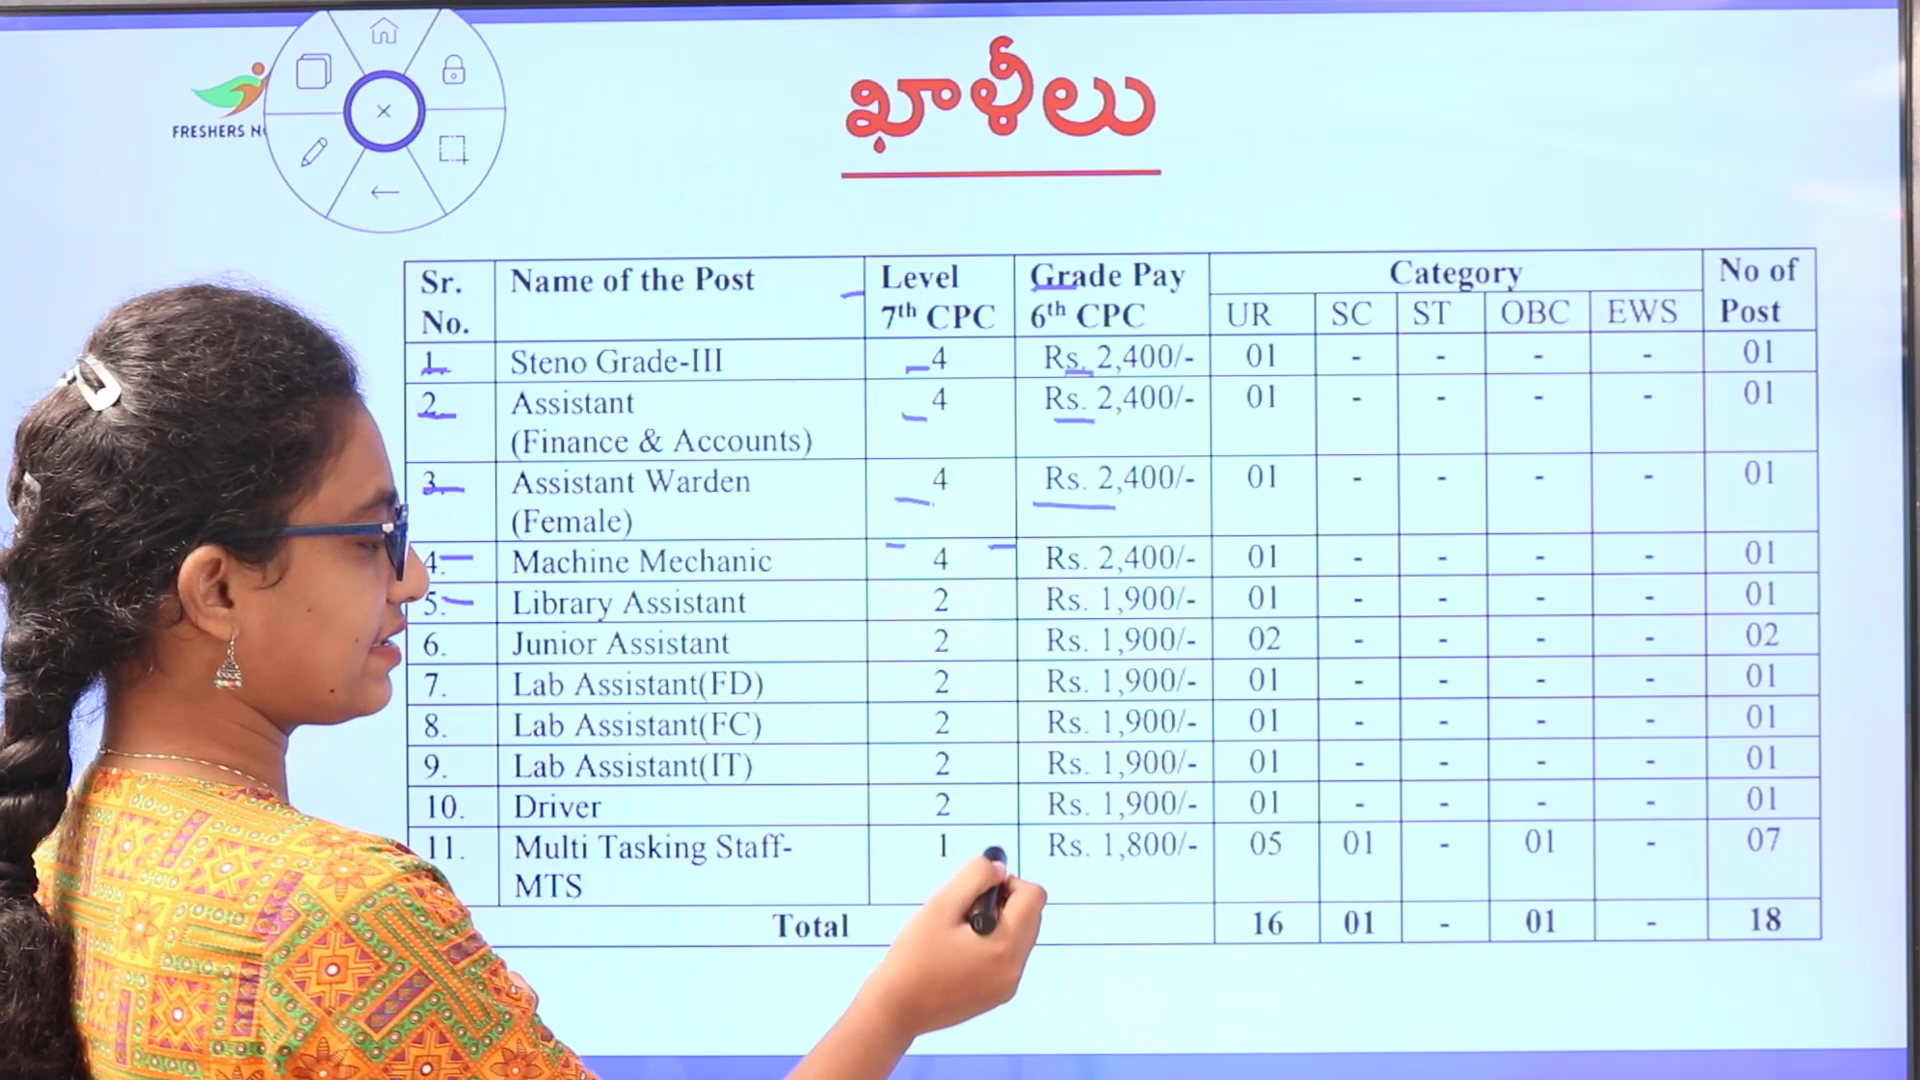 FRESHERS
ఖాళీలు
Sr. No. Name of the Post Level 7th CPC Grade Pay 6th CPC Category No of Post
UR SC ST OBC EWS
1. Steno Grade-III 4 Rs. 2,400/- 01 - - - - 01
2. Assistant (Finance & Accounts) 4 Rs. 2,400/- 01 - - - - 01
3. Assistant Warden (Female) 4 Rs. 2,400/- 01 - - - - 01
4. Machine Mechanic 4 Rs. 2,400/- 01 - - - - 01
5. Library Assistant 2 Rs. 1,900/- 01 - - - - 01
6. Junior Assistant 2 Rs. 1,900/- 02 - - - - 02
7. Lab Assistant(FD) 2 Rs. 1,900/- 01 - - - - 01
8. Lab Assistant(FC) 2 Rs. 1,900/- 01 - - - - 01
9. Lab Assistant(IT) 2 Rs. 1,900/- 01 - - - - 01
10. Driver 2 Rs. 1,900/- 01 - - - - 01
11. Multi Tasking Staff- MTS 1 Rs. 1,800/- 05 01 - 01 - 07
Total 16 01 - 01 - 18